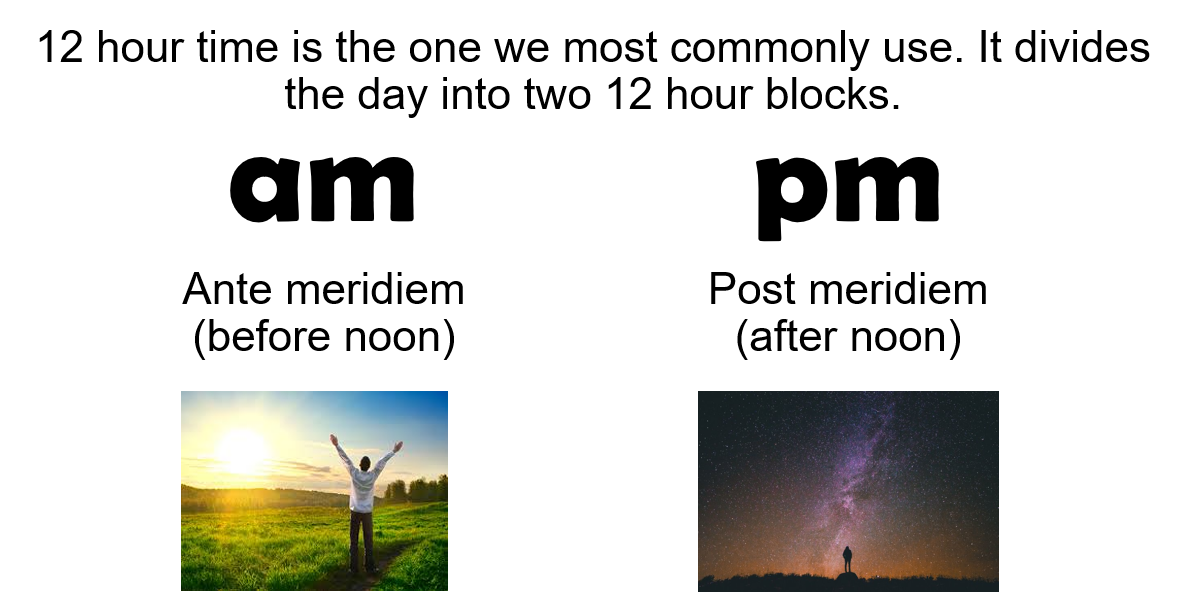 12 hour time is the one we most commonly use. It divides
the day into two 12 hour blocks.
am
pm
Ante meridiem
(before noon)
Post meridiem
(after noon)